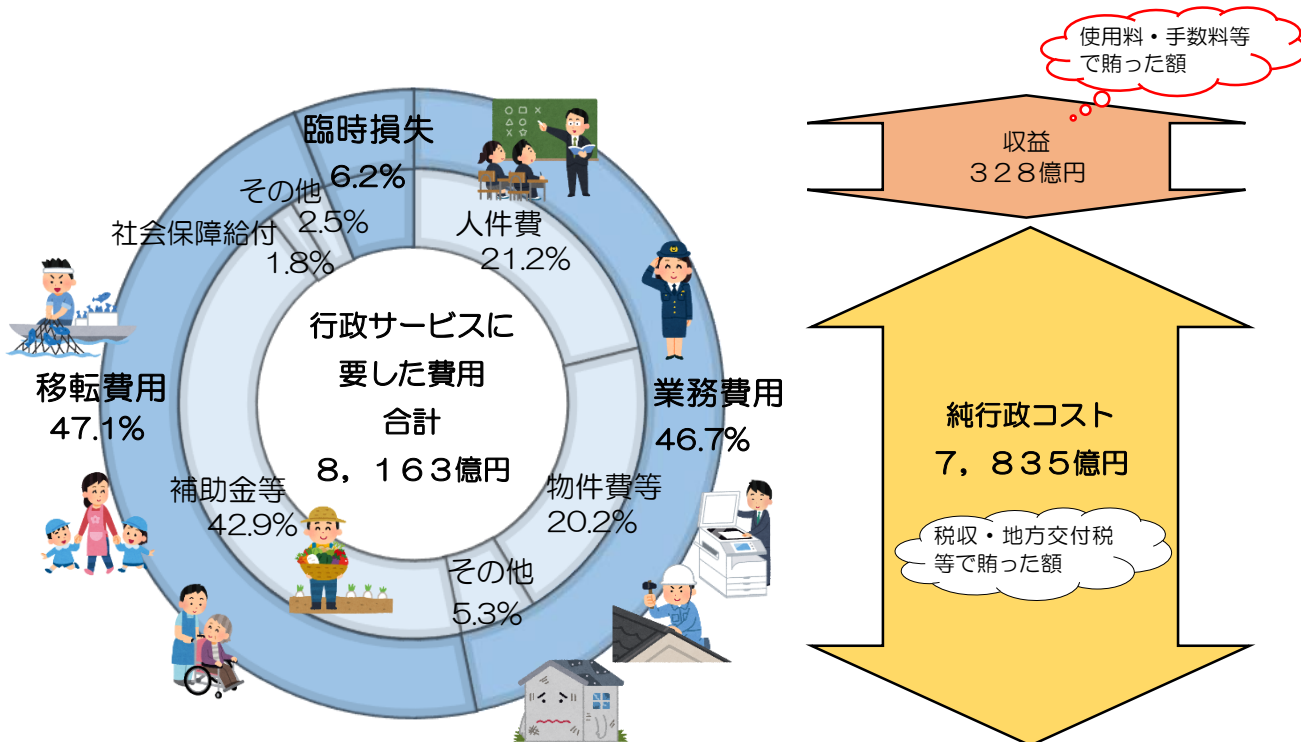 使用料・手数料等
で賄った額
収益
328億円
臨時損失
6.2%
その他
2.5%
社会保障給付
1.8%
人件費
21.2%
行政サービスに
要した費用
合計
8,163億円
移転費用
47.1%
業務費用
46.7%
補助金等
42.9%
物件費等
20.2%
その他
5.3%
純行政コスト
7,835億円
税収・地方交付税
等で賄った額